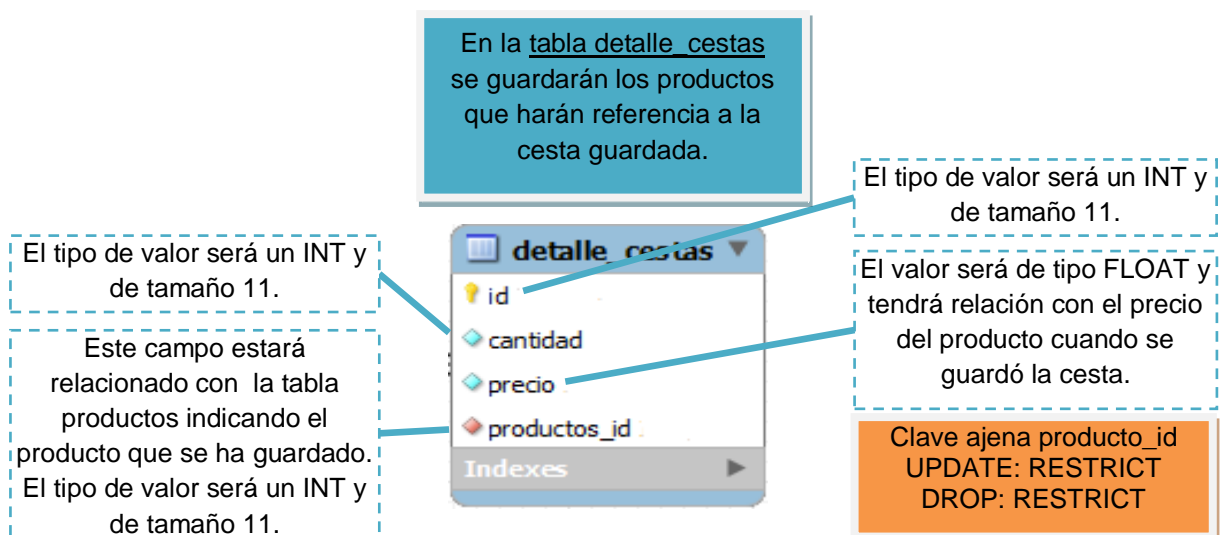 En la tabla detalle_cestas
se guardarán los productos
que harán referencia a la
cesta guardada.
El tipo de valor será un INT y
de tamaño 11.
El tipo de valor será un INT y
de tamaño 11.
Este campo estará
relacionado con la tabla
productos indicando el
producto que se ha guardado.
El tipo de valor será un INT y
de tamaño 11.
detalle_cestas
id
cantidad
precio
productos_id
Indexes
El valor será de tipo FLOAT y
tendrá relación con el precio
del producto cuando se
guardó la cesta.
Clave ajena producto_id
UPDATE: RESTRICT
DROP: RESTRICT